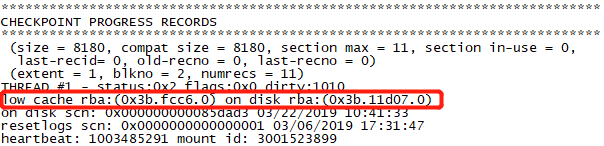 ***************************************************************************
CHECKPOINT PROGRESS RECORDS
***************************************************************************
(size = 8180, compat size = 8180, section max = 11, section in-use = 0,
last-recid= 0, old-recno = 0, last-recno = 0)
(extent = 1, blkno = 2, numrecs = 11)
THREAD #1 - status:0x2 flags:0x0 dirty:1010
low cache rba:(0x3b.fcc6.0) on disk rba:(0x3b.11d07.0)
on disk scn: 0x000000000085dad3 03/22/2019 10:41:33
resetlogs scn: 0x0000000000000001 03/06/2019 17:31:47
heartbeat: 1003485291 mount id: 3001523899